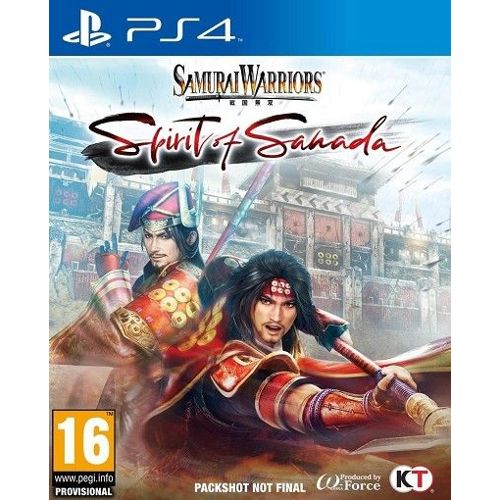 PS4
SAMURAI WARRIORS
戦国無双
Spirit of Sanada
16
www.pegi.info
PROVISIONAL
PACKSHOT NOT FINAL
Produced by
ω-Force
KT